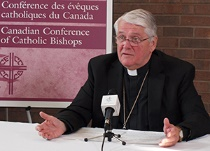 Conférence des évêques
catholiques du Canada
Canadian Conference
of Catholic Bishops